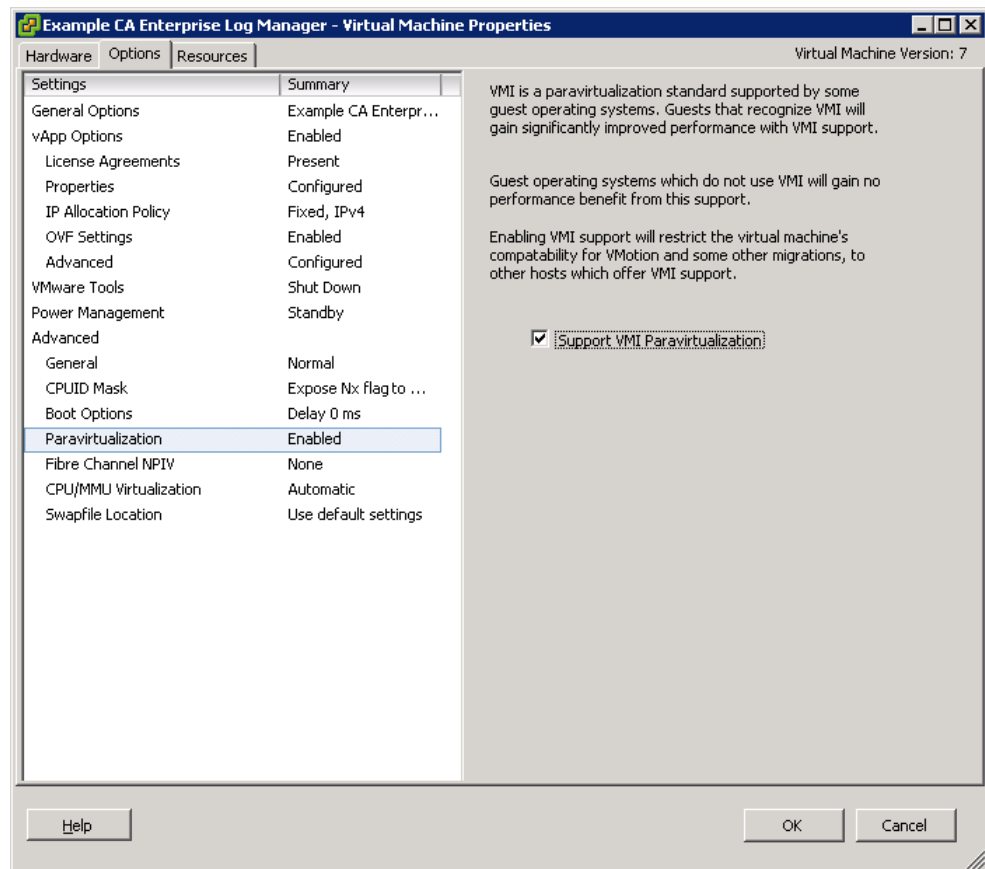 Example CA Enterprise Log Manager - Virtual Machine Properties
Hardware Options Resources Virtual Machine Version: 7
Settings Summary
General Options Example CA Enterpr...
vApp Options Enabled
License Agreements Present
Properties Configured
IP Allocation Policy Fixed, IPv4
OVF Settings Enabled
Advanced Configured
VMware Tools Shut Down
Power Management Standby
Advanced
General Normal
CPUID Mask Expose Nx flag to ...
Boot Options Delay 0 ms
Paravirtualization Enabled
Fibre Channel NPIV None
CPU/MMU Virtualization Automatic
Swapfile Location Use default settings
VMI is a paravirtualization standard supported by some
guest operating systems. Guests that recognize VMI will
gain significantly improved performance with VMI support.
Guest operating systems which do not use VMI will gain no
performance benefit from this support.
Enabling VMI support will restrict the virtual machine's
compatability for VMotion and some other migrations, to
other hosts which offer VMI support.
Support VMI Paravirtualization
Help OK Cancel